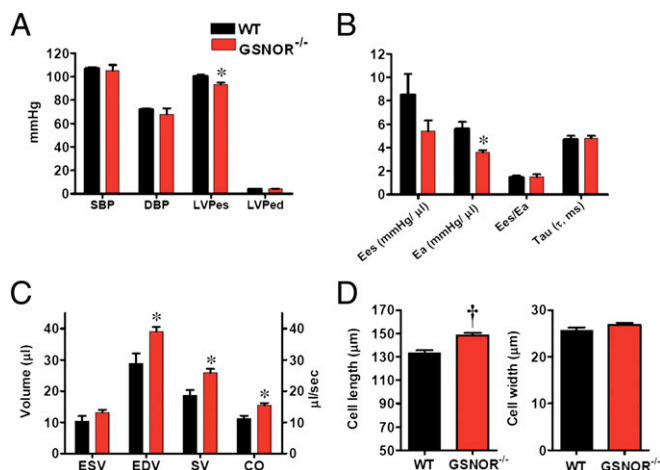 A
WT
GSNOR-/-
mmHg
120
100
80
60
40
20
0
*
SBP DBP LVPes LVPed
B
12
10
8
6
4
2
0
*
Ees (mmHg/ µl)
Ea (mmHg/ µl)
Ees/Ea
Tau (τ, ms)
C
Volume (µl)
40
30
20
10
0
* * *
40
30
20
10
0
µl/sec
ESV EDV SV CO
D
Cell length (µm)
170
150
130
110
90
70
50
†
WT GSNOR-/-
Cell width (µm)
30
20
10
0
WT GSNOR-/-